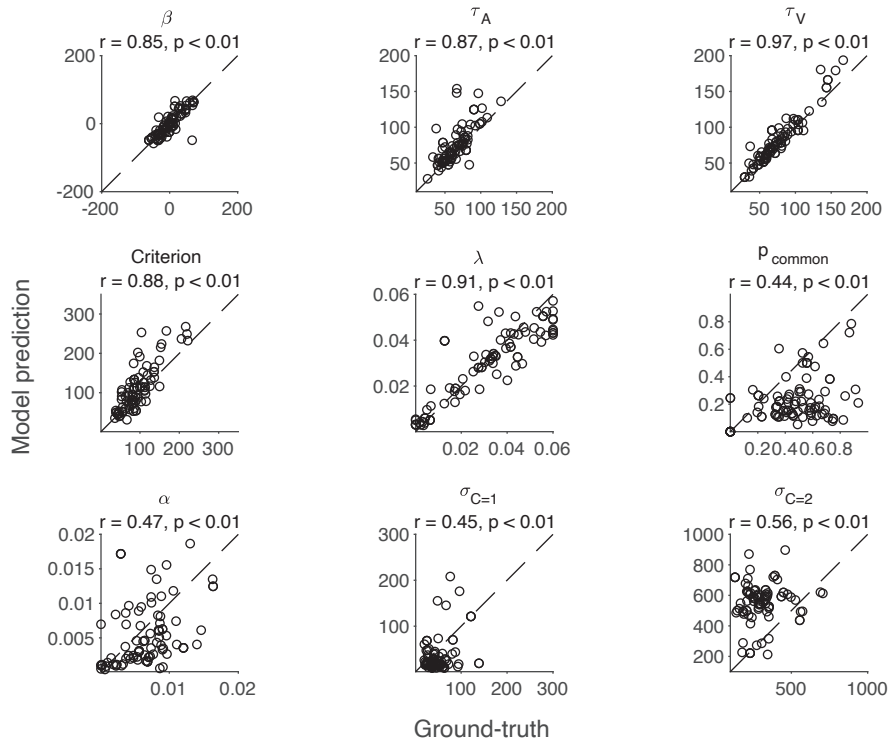 β τ_A τ_V
r = 0.85, p < 0.01 r = 0.87, p < 0.01 r = 0.97, p < 0.01
200 200 200
150 150
0 100 100
50 50
-200
-200 0 200 50 100 150 200 50 100 150 200
Criterion λ p_common
r = 0.88, p < 0.01 r = 0.91, p < 0.01 r = 0.44, p < 0.01
300 0.06 0.8
200 0.04 0.6
100 0.02 0.4
0.2
100 200 300 0.02 0.04 0.06 0.20.40.60.8
Model prediction
α σ_C=1 σ_C=2
r = 0.47, p < 0.01 r = 0.45, p < 0.01 r = 0.56, p < 0.01
0.02 300 1000
0.015 200 800
0.01 600
0.005 100 400
200
0.01 0.02 100 200 300 500 1000
Ground-truth